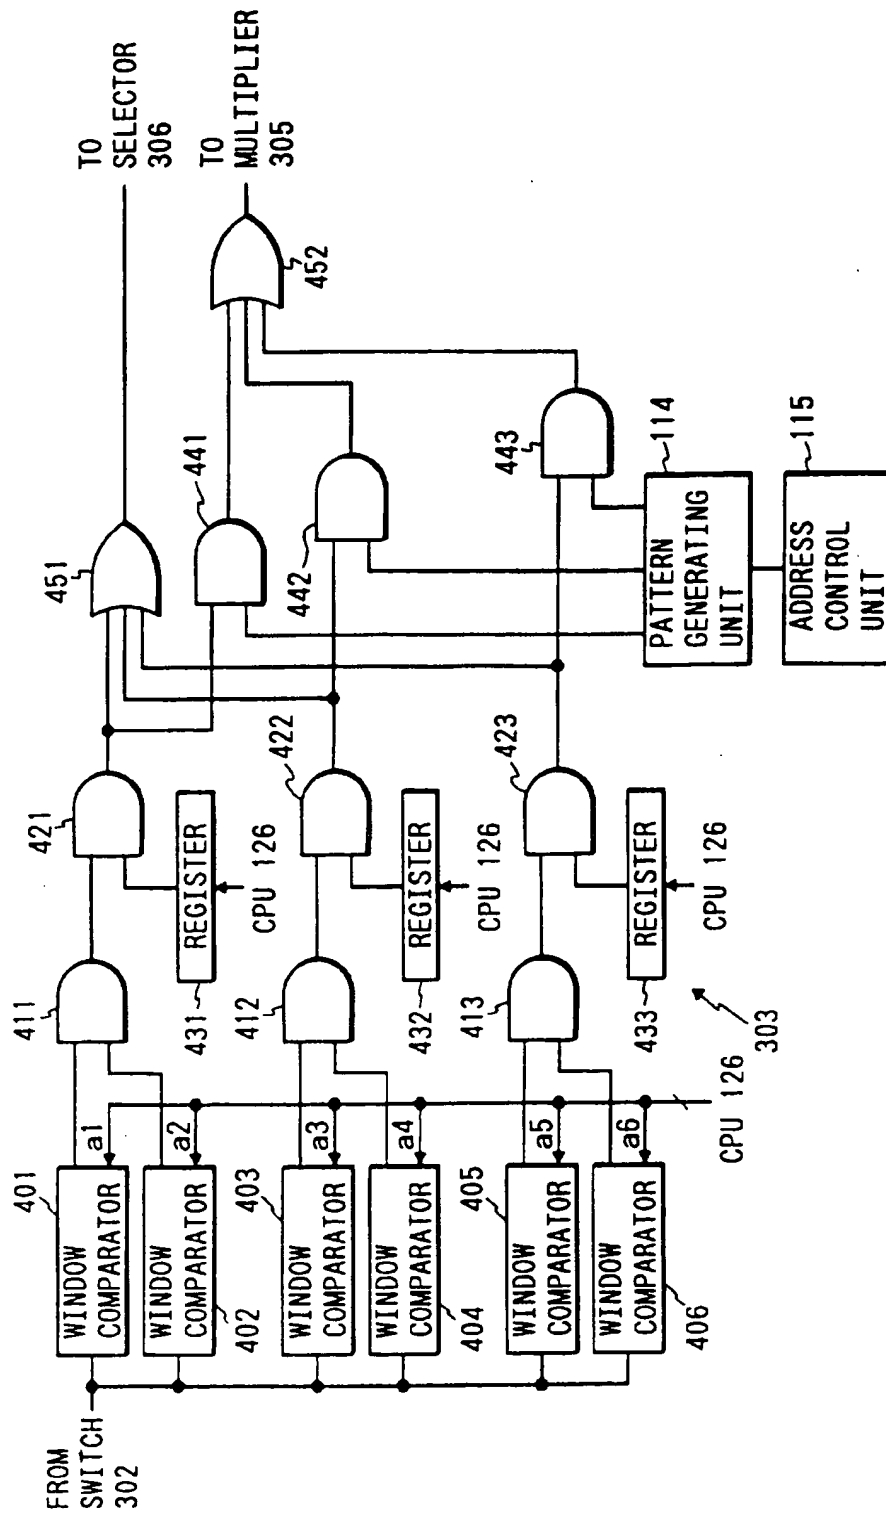 FROM
SWITCH
302
401
WINDOW
COMPARATOR
a1
WINDOW
COMPARATOR
402
a2
403
WINDOW
COMPARATOR
a3
WINDOW
COMPARATOR
404
a4
405
WINDOW
COMPARATOR
a5
WINDOW
COMPARATOR
406
a6
CPU 126
411
412
413
421
431
REGISTER
CPU 126
422
432
REGISTER
CPU 126
423
433
REGISTER
CPU 126
303
451
441
442
443
452
TO
SELECTOR
306
TO
MULTIPLIER
305
PATTERN
GENERATING
UNIT
114
ADDRESS
CONTROL
UNIT
115